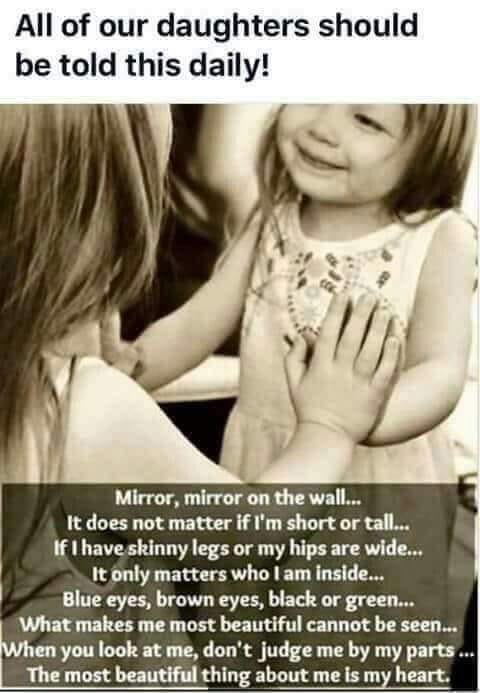 All of our daughters should
be told this daily!
Mirror, mirror on the wall...
It does not matter if I'm short or tall...
If I have skinny legs or my hips are wide...
It only matters who I am inside...
Blue eyes, brown eyes, black or green...
What makes me most beautiful cannot be seen...
When you look at me, don't judge me by my parts ...
The most beautiful thing about me is my heart.